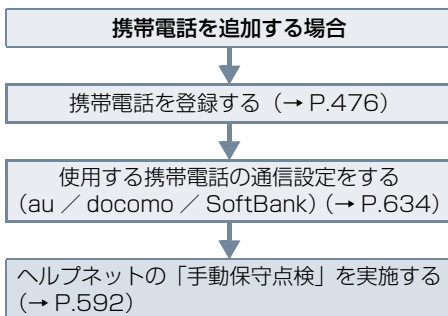 携帯電話を追加する場合
携帯電話を登録する（→ P.476）
使用する携帯電話の通信設定をする
（au ／ docomo ／ SoftBank）（→ P.634）
ヘルプネットの「手動保守点検」を実施する
（→ P.592）